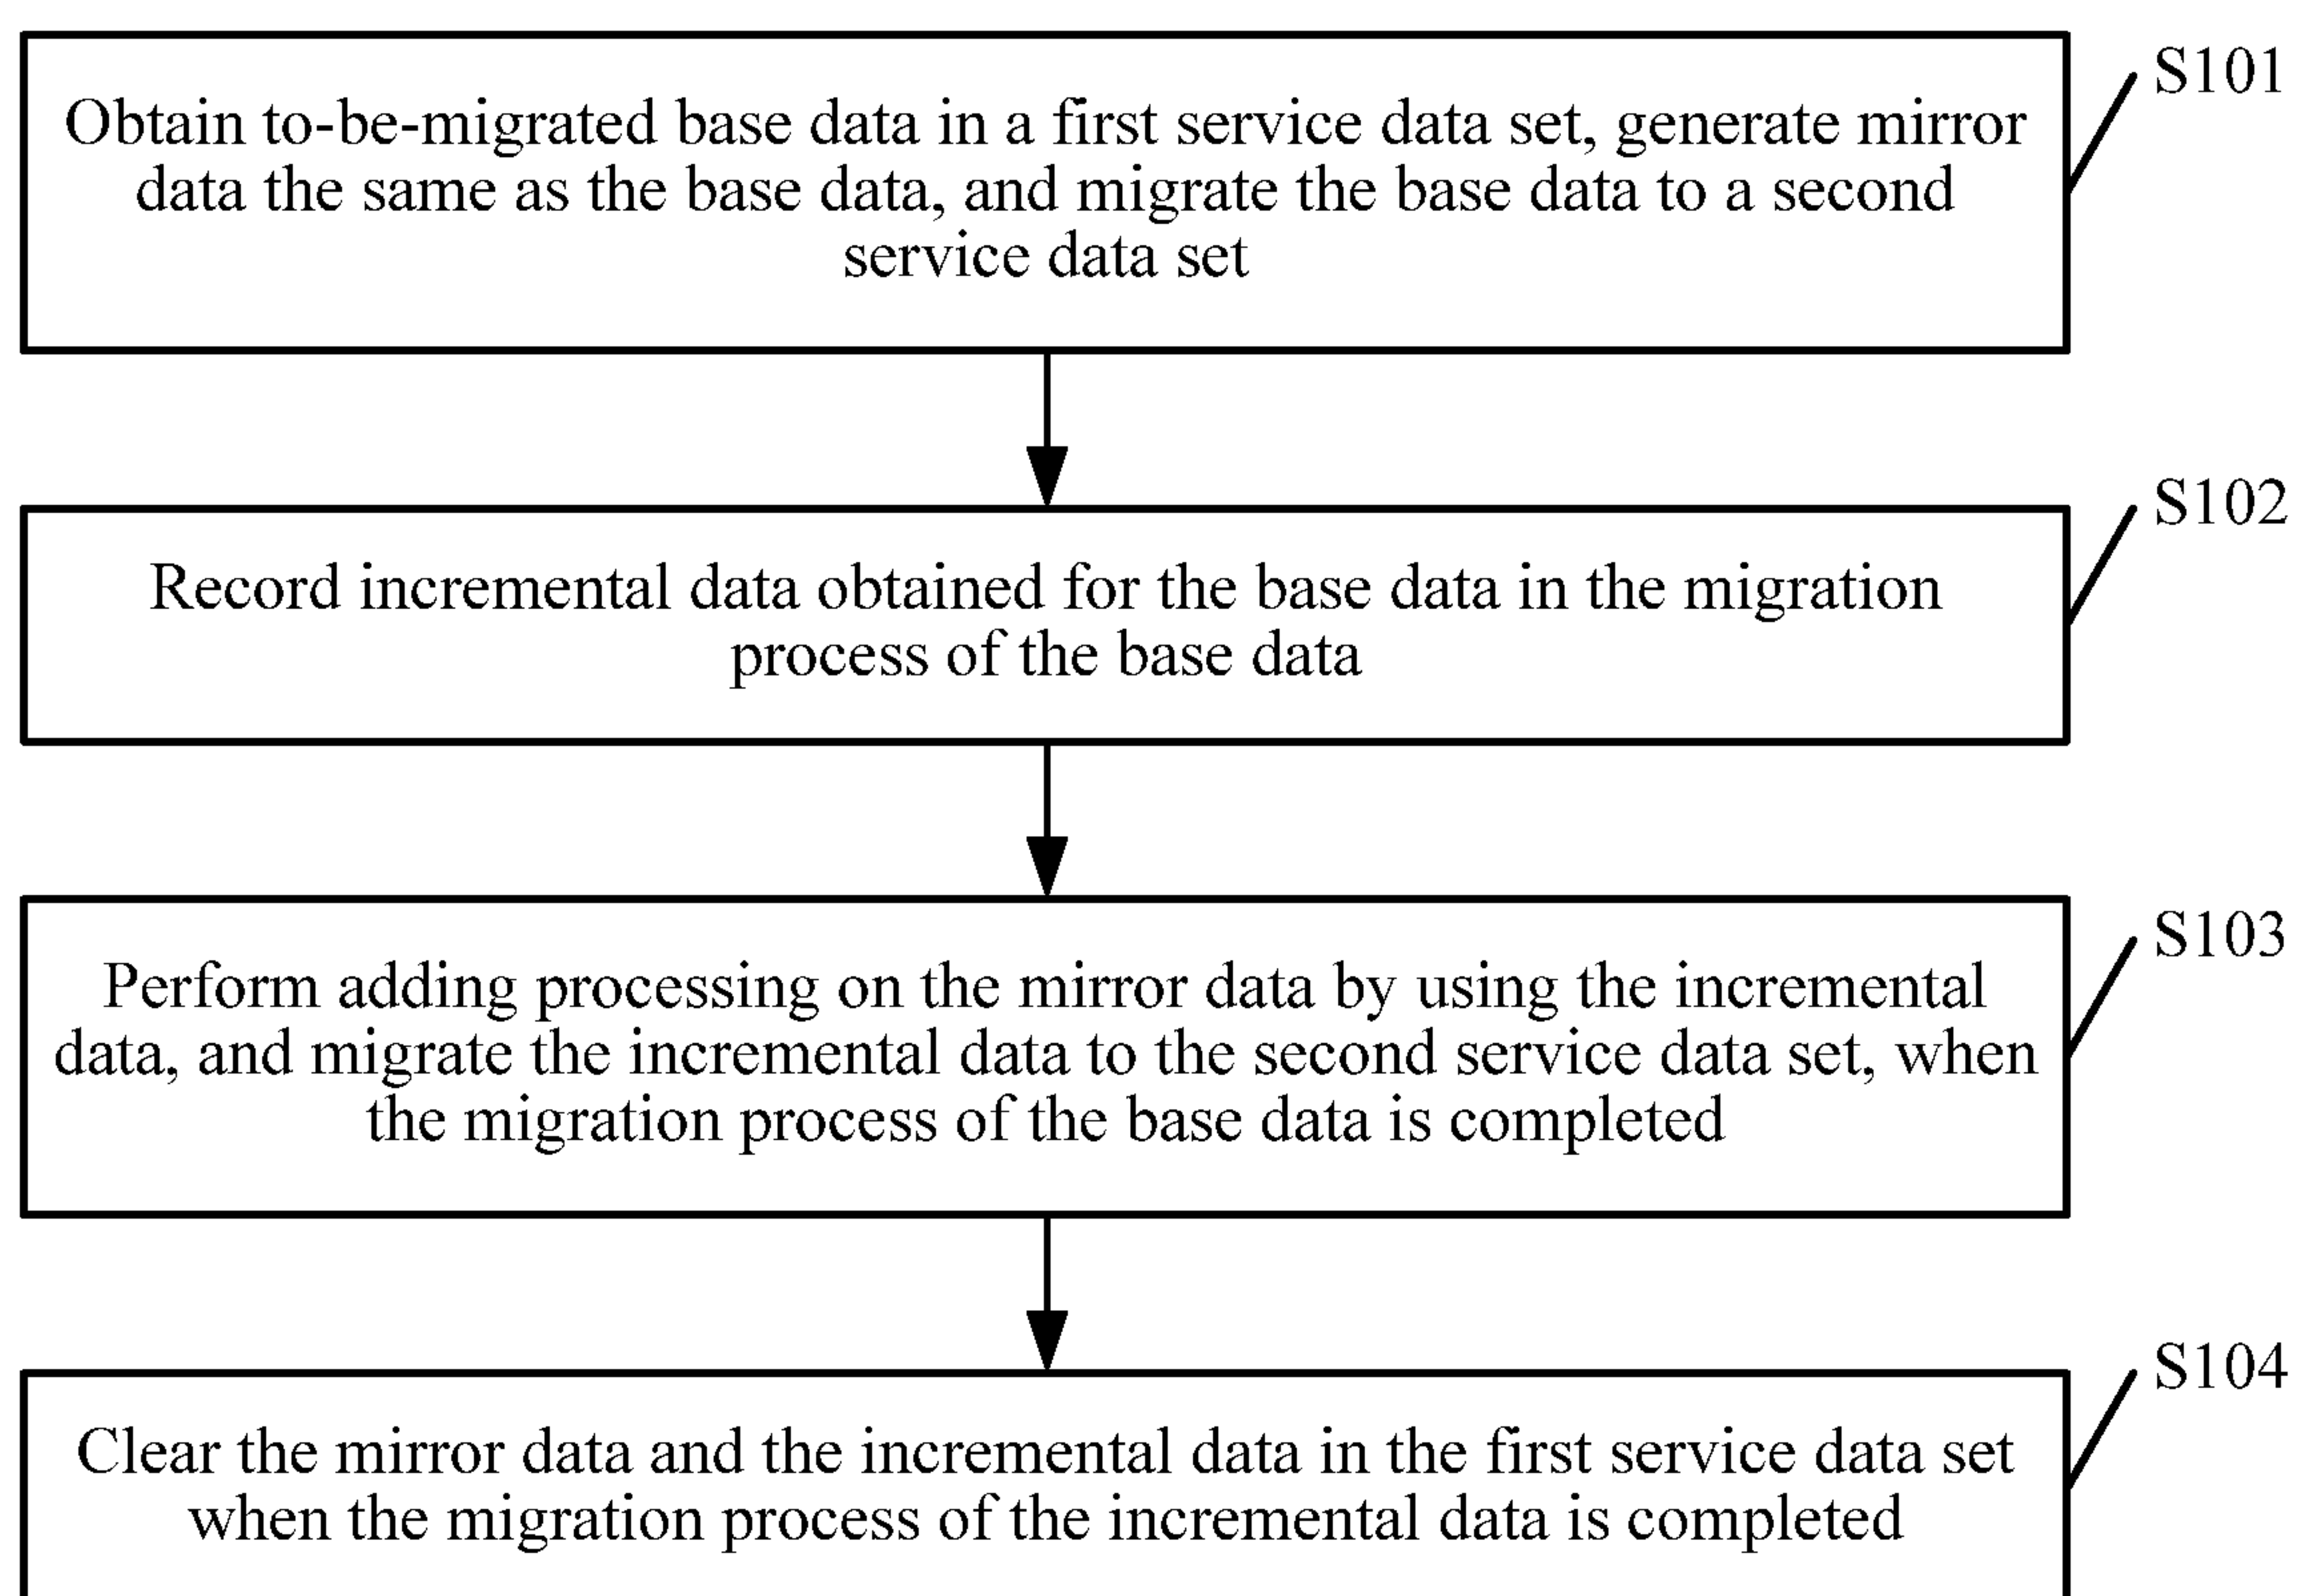 S101
Obtain to-be-migrated base data in a first service data set, generate mirror
data the same as the base data, and migrate the base data to a second
service data set
S102
Record incremental data obtained for the base data in the migration
process of the base data
S103
Perform adding processing on the mirror data by using the incremental
data, and migrate the incremental data to the second service data set, when
the migration process of the base data is completed
S104
Clear the mirror data and the incremental data in the first service data set
when the migration process of the incremental data is completed